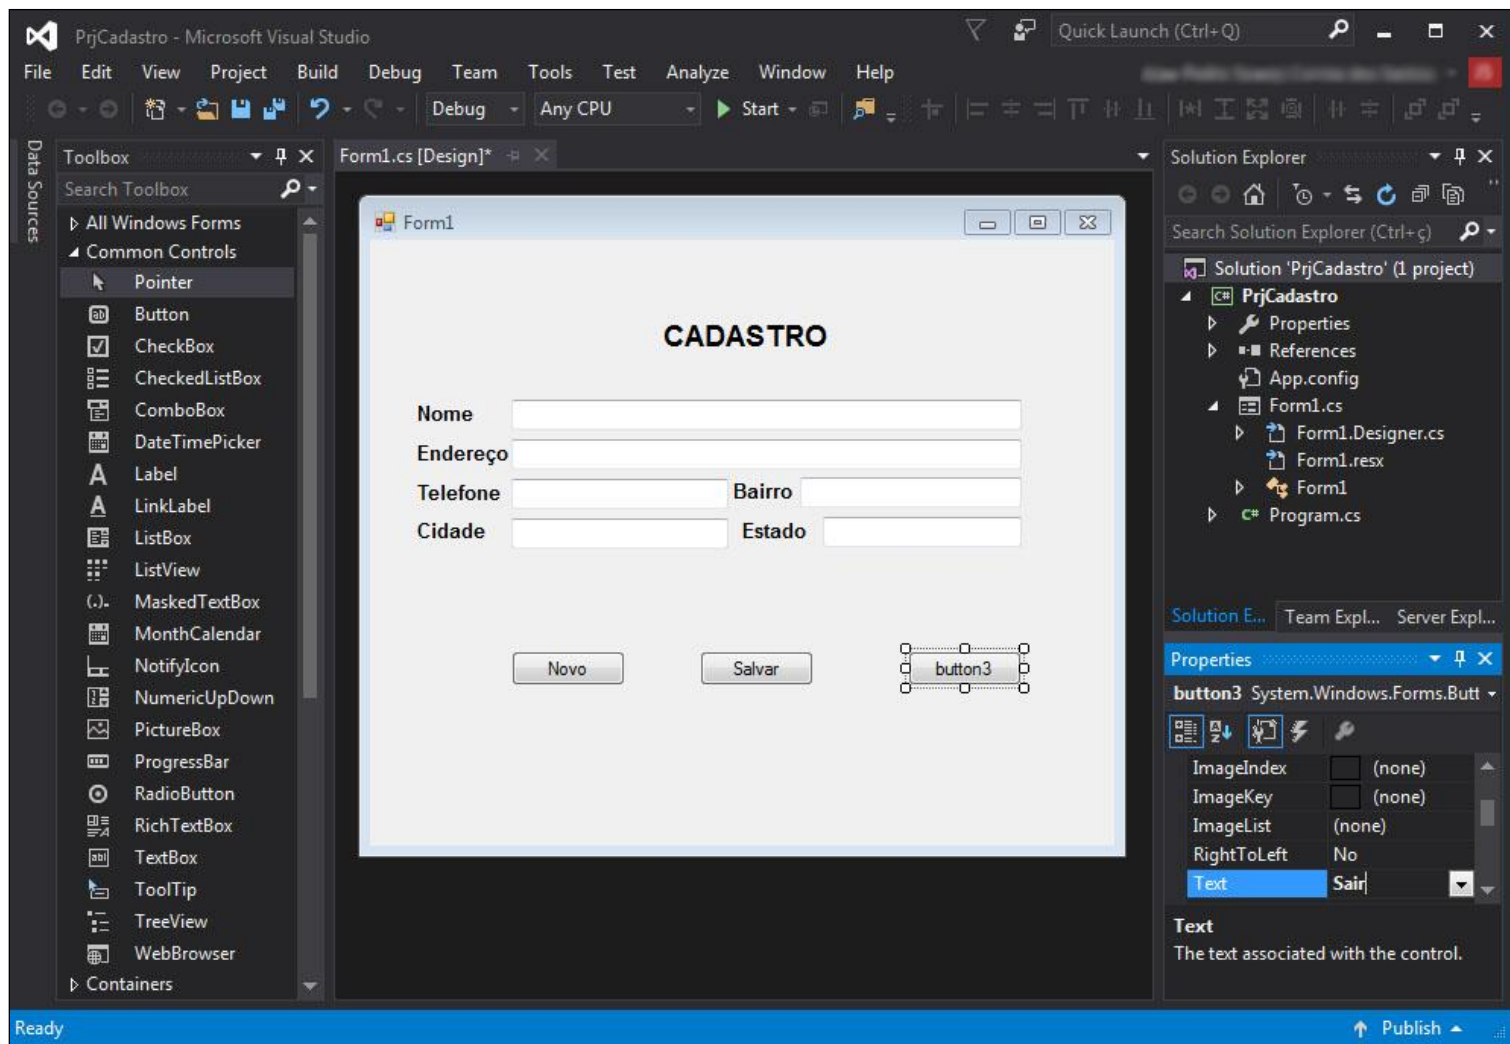 PrjCadastro - Microsoft Visual Studio
Quick Launch (Ctrl+Q)
File Edit View Project Build Debug Team Tools Test Analyze Window Help
Debug Any CPU Start
Data Sources
Toolbox
Search Toolbox
All Windows Forms
Common Controls
Pointer
Button
CheckBox
CheckedListBox
ComboBox
DateTimePicker
Label
LinkLabel
ListBox
ListView
MaskedTextBox
MonthCalendar
NotifyIcon
NumericUpDown
PictureBox
ProgressBar
RadioButton
RichTextBox
TextBox
ToolTip
TreeView
WebBrowser
Containers
Form1.cs [Design]*
Form1
CADASTRO
Nome
Endereço
Telefone Bairro
Cidade Estado
Novo Salvar button3
Solution Explorer
Search Solution Explorer (Ctrl+ç)
Solution 'PrjCadastro' (1 project)
PrjCadastro
Properties
References
App.config
Form1.cs
Form1.Designer.cs
Form1.resx
Form1
Program.cs
Solution E... Team Expl... Server Expl...
Properties
button3 System.Windows.Forms.Butt
ImageIndex (none)
ImageKey (none)
ImageList (none)
RightToLeft No
Text Sair
Text
The text associated with the control.
Ready
Publish